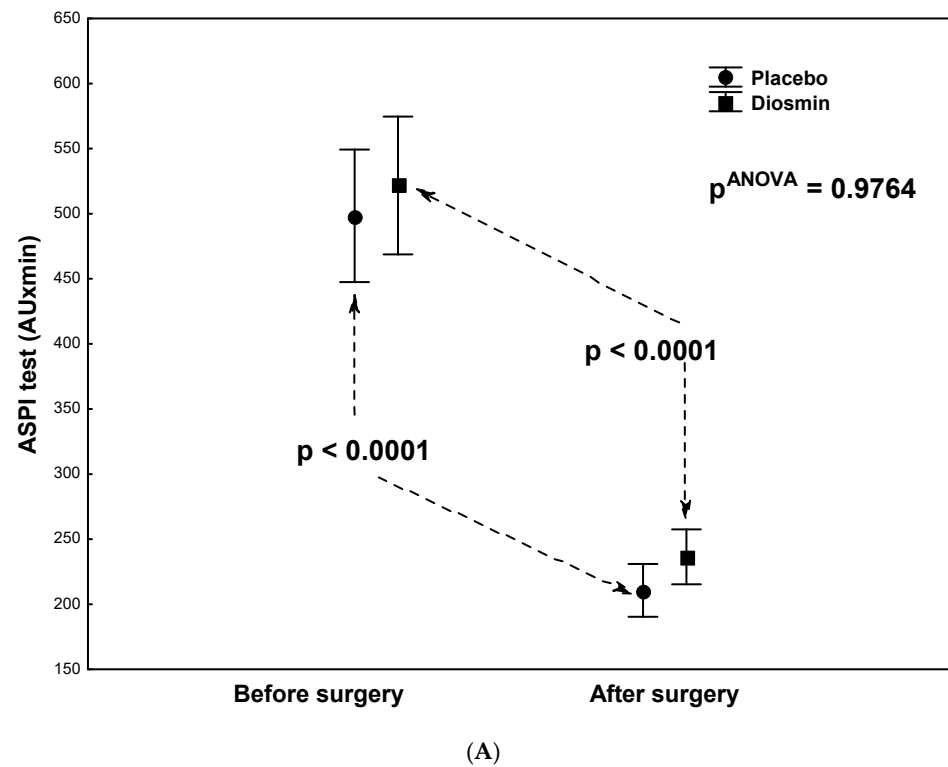 650
600
550
500
450
400
350
300
250
200
150
ASPI test (AUxmin)
Placebo
Diosmin
pANOVA = 0.9764
p < 0.0001
p < 0.0001
Before surgery
After surgery
(A)